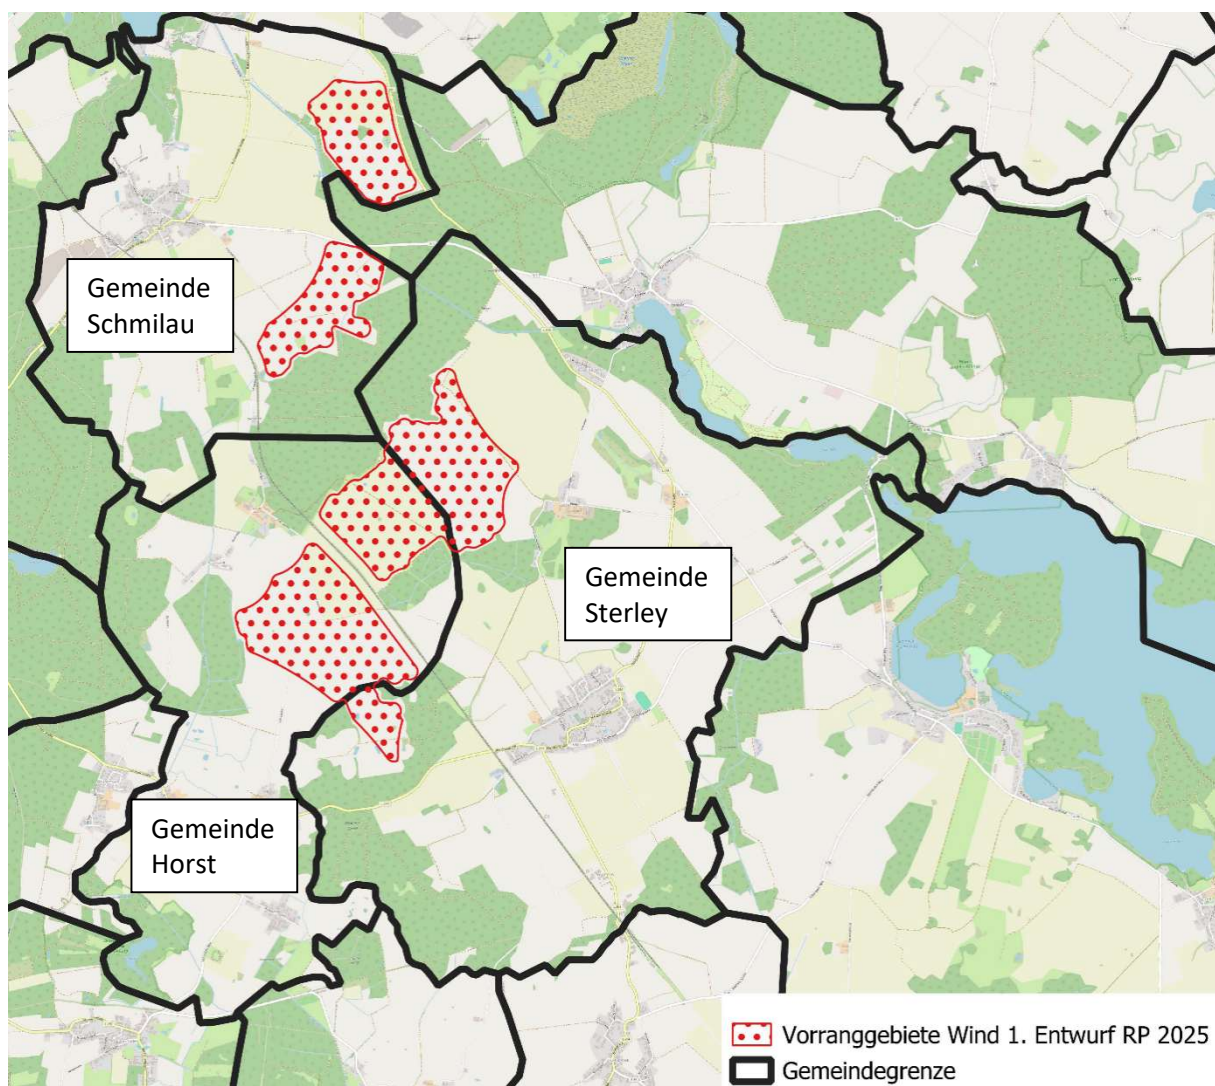 Gemeinde
Schmilau
Gemeinde
Sterley
Gemeinde
Horst
Vorranggebiete Wind 1. Entwurf RP 2025
Gemeindegrenze